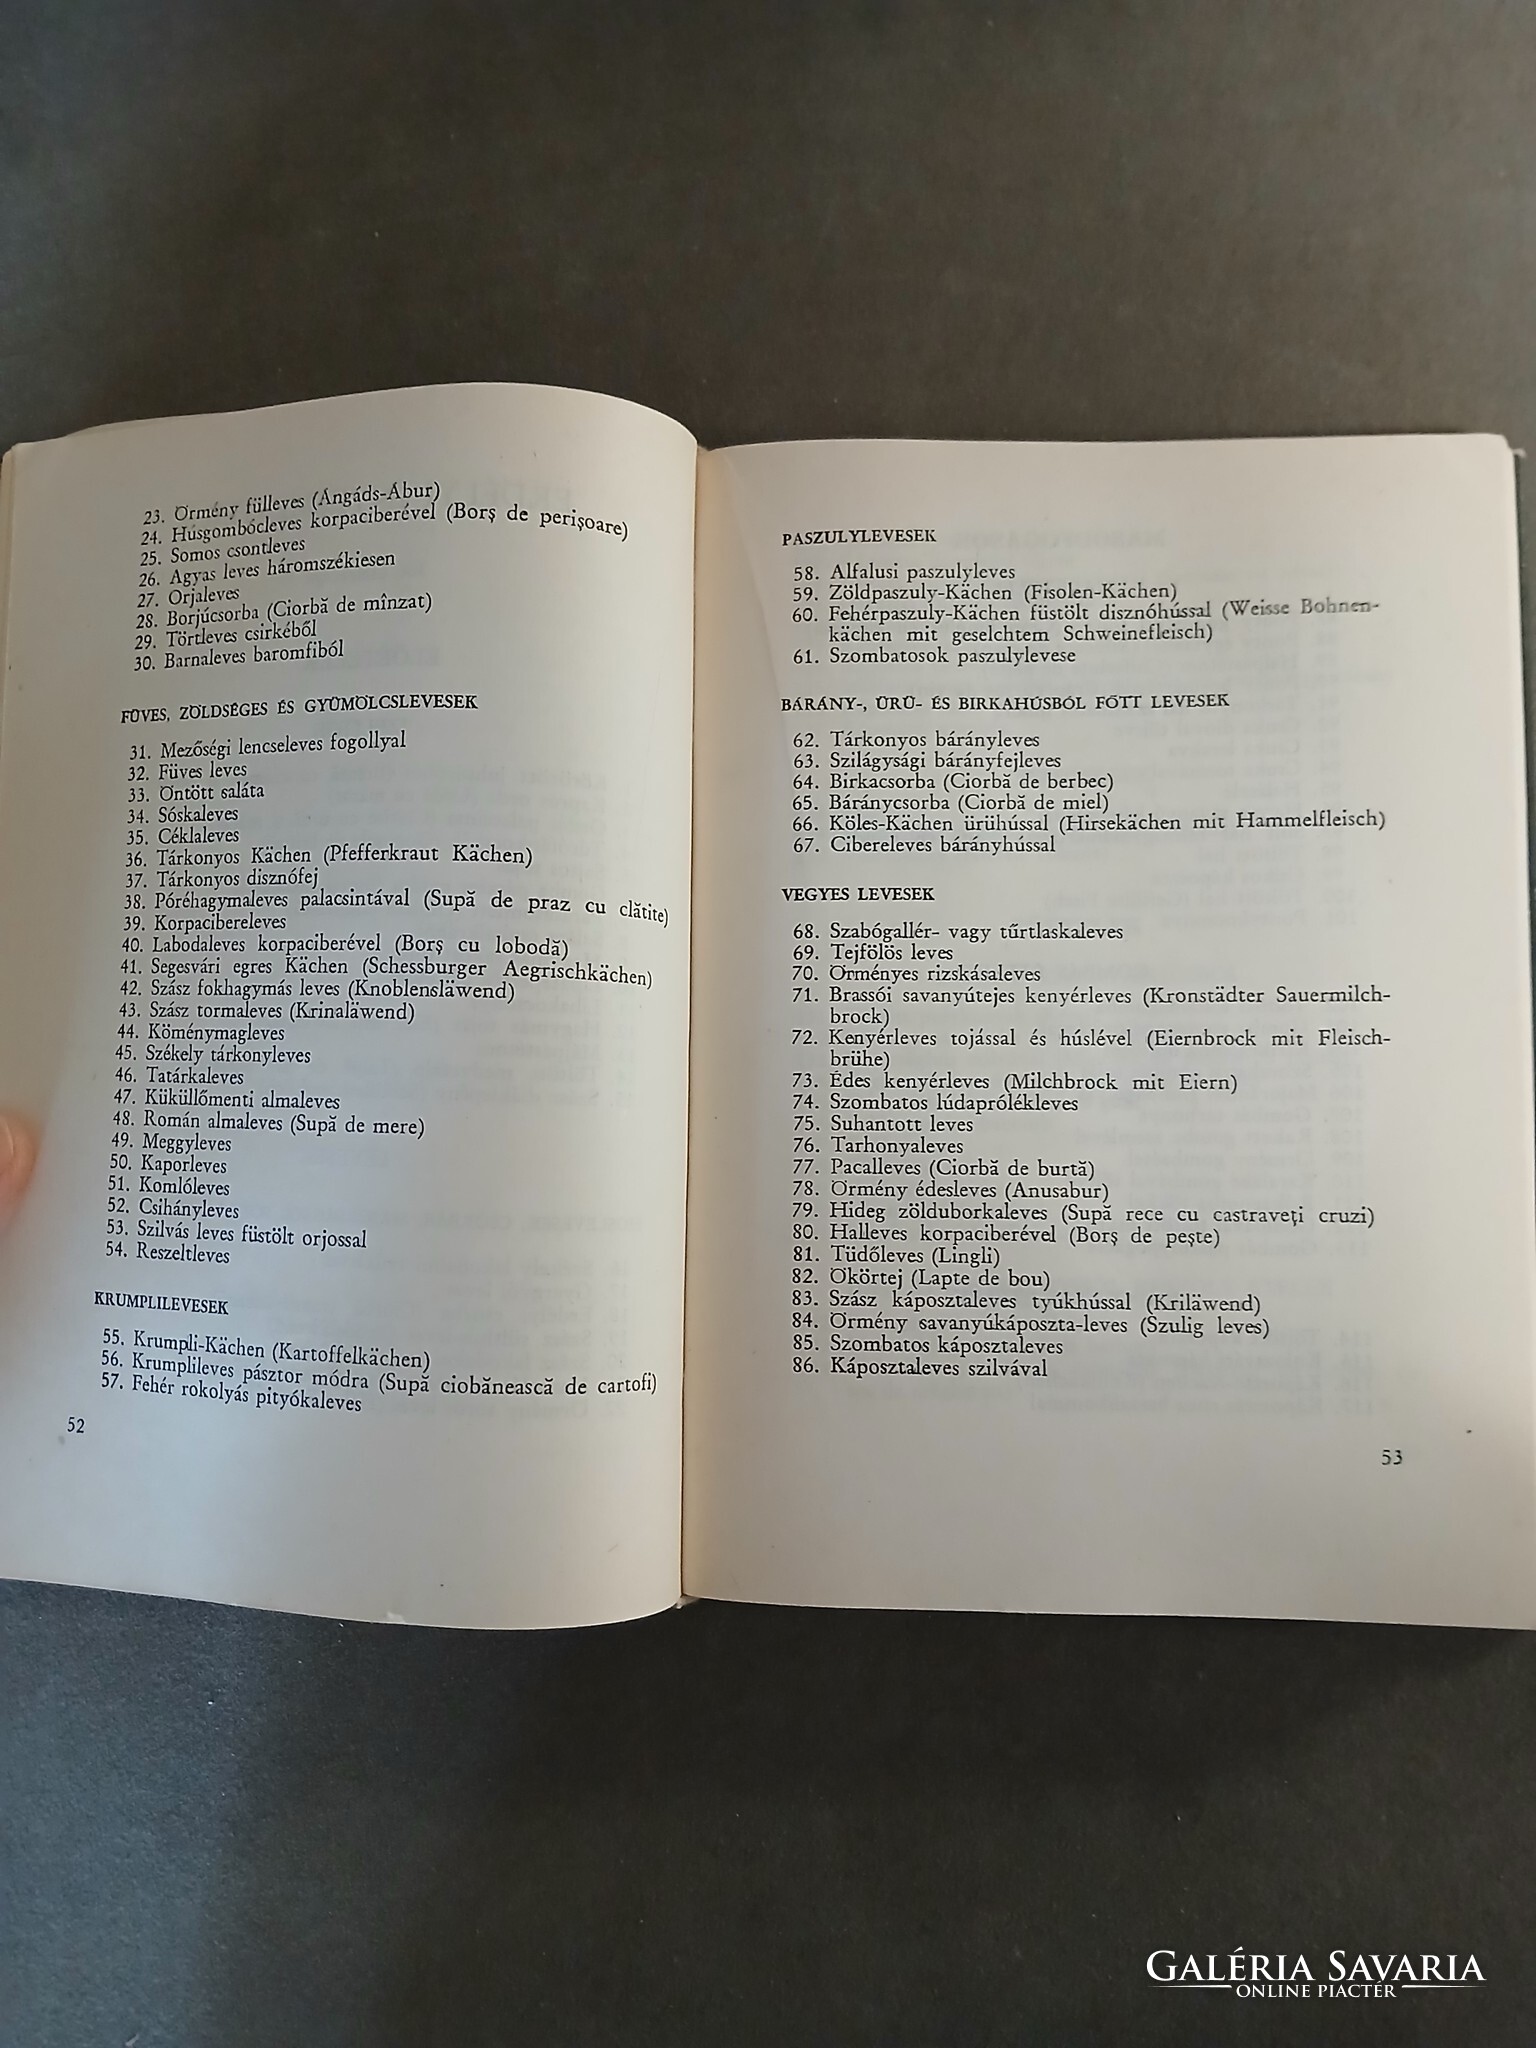 23. Örmény fülleves (Ángáds-Ábur)
24. Húsgombócleves korpaciberével (Borş de perişoare)
25. Somos csontleves
26. Agyas leves háromszékiesen
27. Orjaleves
28. Borjúcsorba (Ciorbă de mînzat)
29. Törtleves csirkéből
30. Barnaleves baromfiból
FÜVES, ZÖLDSÉGES ÉS GYÜMÖLCSLEVESEK
31. Mezőségi lencseleves fogollyal
32. Füves leves
33. Öntött saláta
34. Sóskaleves
35. Céklaleves
36. Tárkonyos Kächen (Pfefferkraut Kächen)
37. Tárkonyos disznófej
38. Póréhagymaleves palacsintával (Supă de praz cu clătite)
39. Korpacibereleves
40. Labodaleves korpaciberével (Borş cu lobodă)
41. Segesvári egres Kächen (Schessburger Aegrischkächen)
42. Szász fokhagymás leves (Knoblensläwend)
43. Szász tormaleves (Krinaläwend)
44. Köménymagleves
45. Székely tárkonyleves
46. Tatárkaleves
47. Küküllőmenti almaleves
48. Román almaleves (Supă de mere)
49. Meggyleves
50. Kaporleves
51. Komlóleves
52. Csihányleves
53. Szilvás leves füstölt orjossal
54. Reszeltleves
KRUMPLILEVESEK
55. Krumpli-Kächen (Kartoffelkächen)
56. Krumplileves pásztor módra (Supă ciobănească de cartofi)
57. Fehér rokolyás pityókaleves
52
PASZULYLEVESEK
58. Alfalusi paszulyleves
59. Zöldpaszuly-Kächen (Fisolen-Kächen)
60. Fehérpaszuly-Kächen füstölt disznóhússal (Weisse Bohnen-
kächen mit geselchtem Schweinefleisch)
61. Szombatosok paszulylevese
BÁRÁNY-, ÜRÜ- ÉS BIRKAHÚSBÓL FŐTT LEVESEK
62. Tárkonyos bárányleves
63. Szilágysági bárányfejleves
64. Birkacsorba (Ciorbă de berbec)
65. Báránycsorba (Ciorbă de miel)
66. Köles-Kächen ürühússal (Hirsekächen mit Hammelfleisch)
67. Cibereleves bárányhússal
VEGYES LEVESEK
68. Szabógallér- vagy tűrtlaskaleves
69. Tejfölös leves
70. Örményes rizskásaleves
71. Brassói savanyútejes kenyérleves (Kronstädter Sauermilch-
brock)
72. Kenyérleves tojással és húslével (Eiernbrock mit Fleisch-
brühe)
73. Édes kenyérleves (Milchbrock mit Eiern)
74. Szombatos lúdaprólékleves
75. Suhantott leves
76. Tarhonyaleves
77. Pacalleves (Ciorbă de burtă)
78. Örmény édesleves (Anusabur)
79. Hideg zölduborkaleves (Supă rece cu castraveţi cruzi)
80. Halleves korpaciberével (Borş de peşte)
81. Tüdőleves (Lingli)
82. Ökörtej (Lapte de bou)
83. Szász káposztaleves tyúkhússal (Kriläwend)
84. Örmény savanyúkáposzta-leves (Szulig leves)
85. Szombatos káposztaleves
86. Káposztaleves szilvával
53
GALÉRIA SAVARIA
ONLINE PIACTÉR